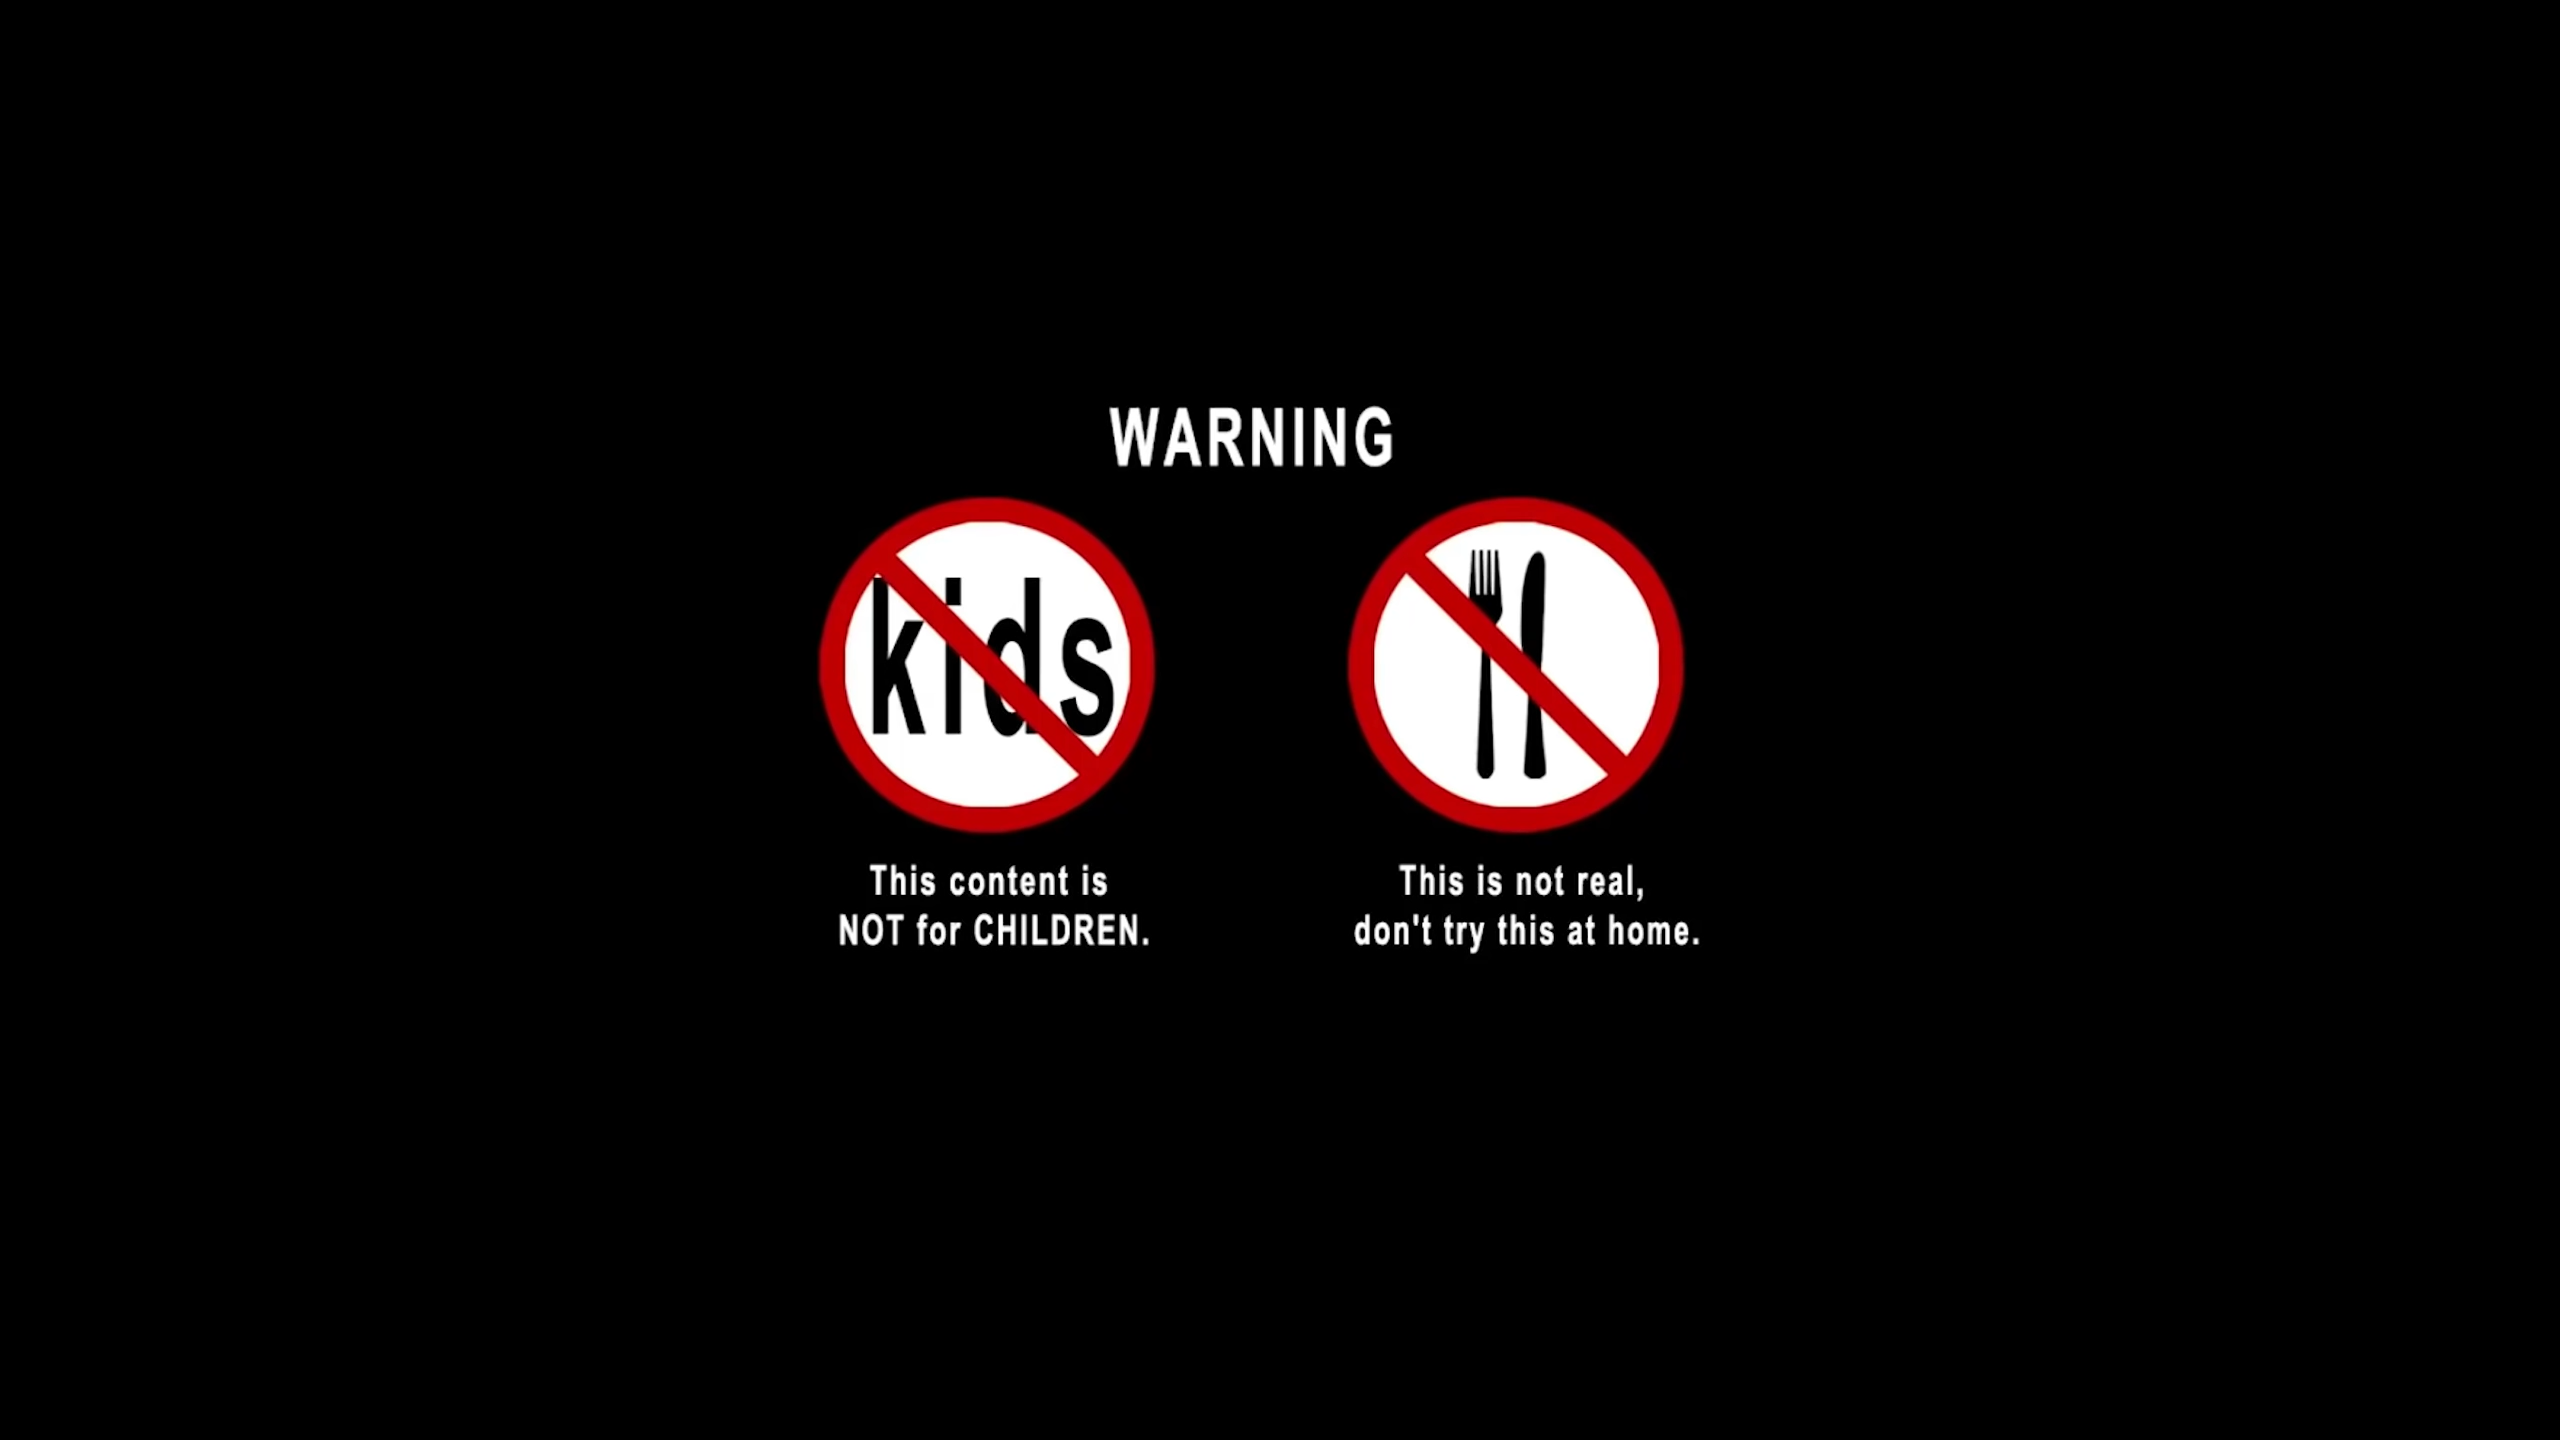 WARNING
kids
This content is
NOT for CHILDREN.
This is not real,
don't try this at home.